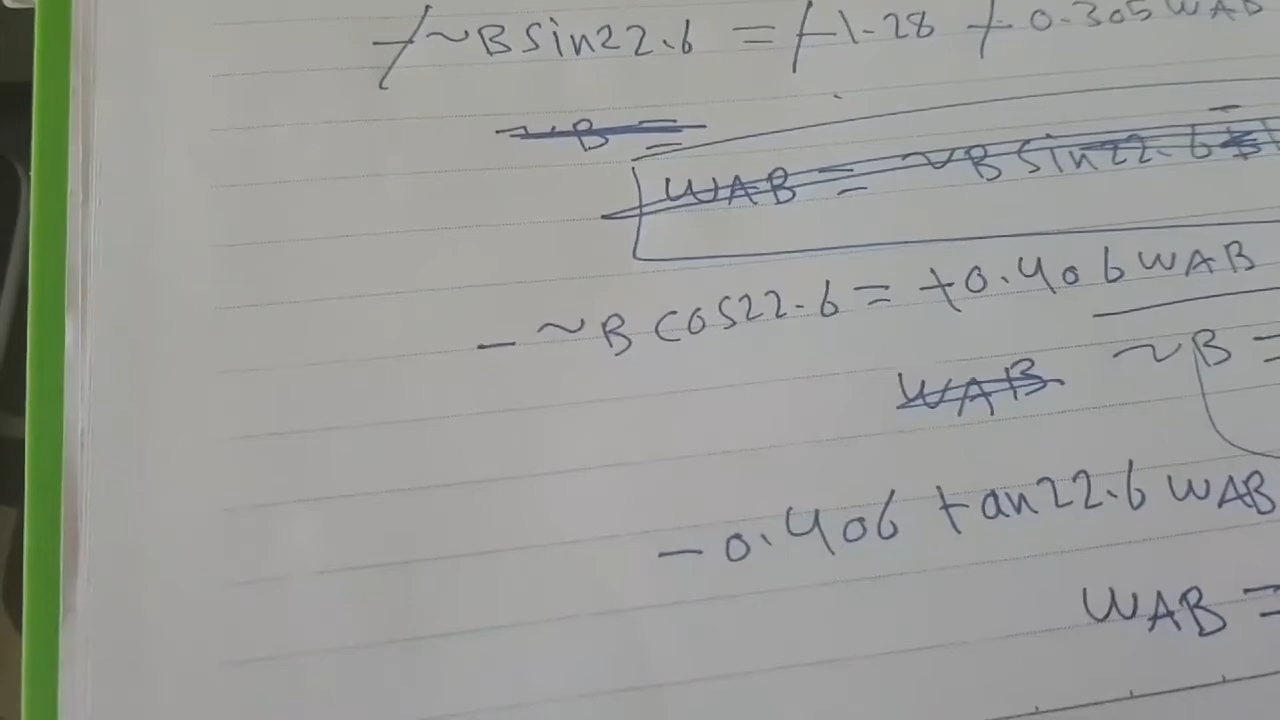 ~B Sin22.6 = 1.28 + 0.305 WAB
~B =
WAB = ~B Sin22.6
- ~B cos22.6 = +0.406 WAB
WAB ~B =
-0.406 tan22.6 WAB
WAB =